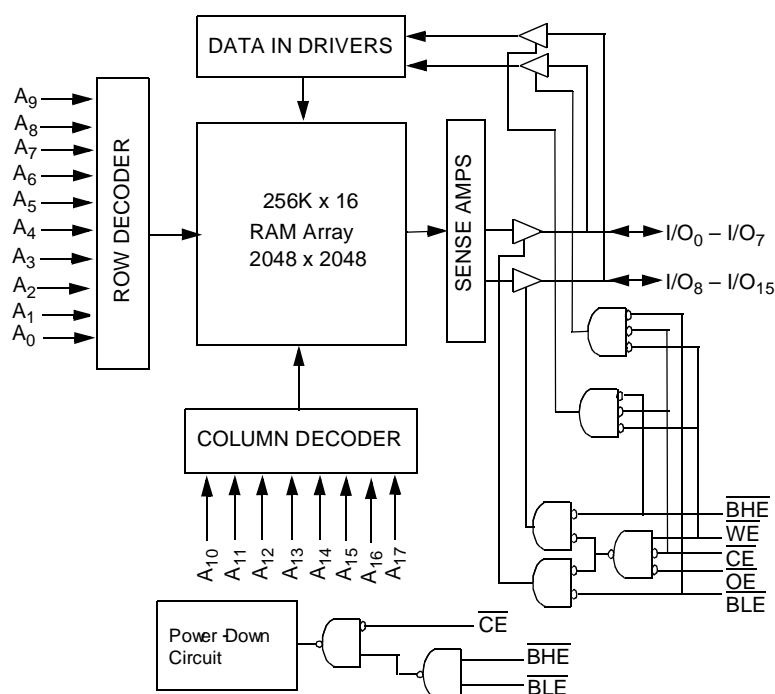 DATA IN DRIVERS
A9
A8
A7
A6
A5
A4
A3
A2
A1
A0
ROW DECODER
256K x 16
RAM Array
2048 x 2048
SENSE AMPS
I/O0 – I/O7
I/O8 – I/O15
COLUMN DECODER
A10
A11
A12
A13
A14
A15
A16
A17
BHE
WE
CE
OE
BLE
Power -Down
Circuit
CE
BHE
BLE